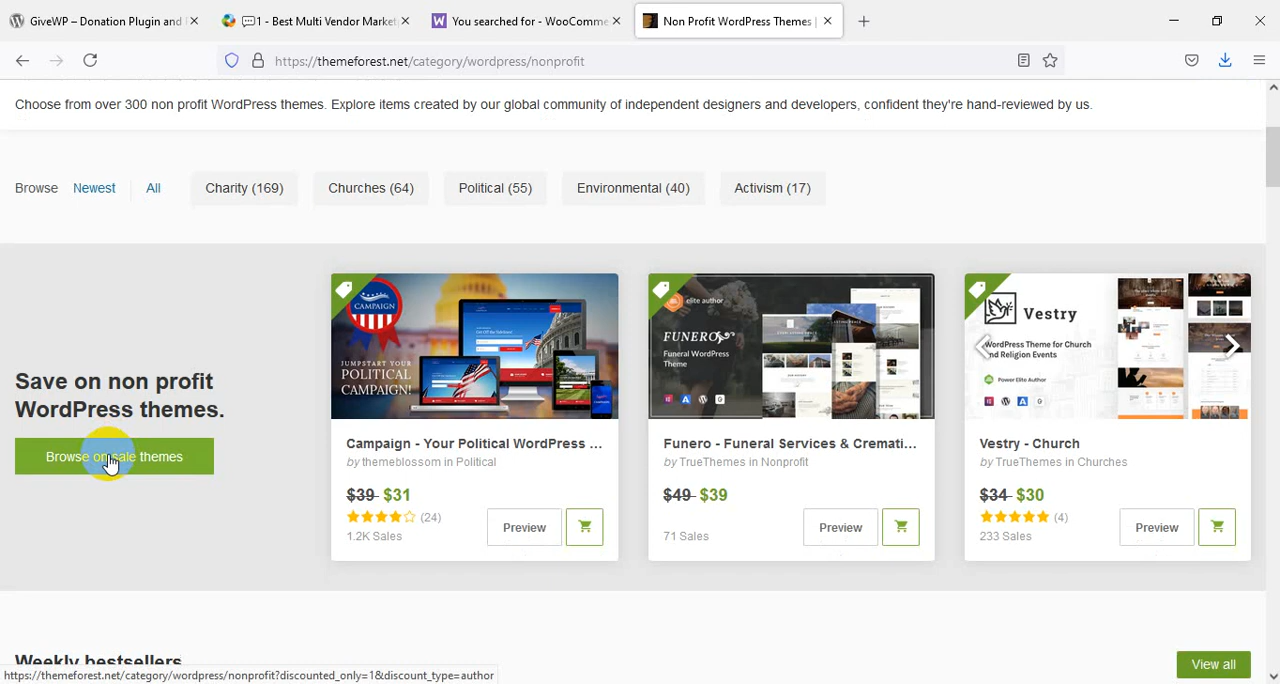 GiveWP – Donation Plugin and
1 - Best Multi Vendor Market
You searched for - WooComme
Non Profit WordPress Themes |
https://themeforest.net/category/wordpress/nonprofit
Choose from over 300 non profit WordPress themes. Explore items created by our global community of independent designers and developers, confident they're hand-reviewed by us.
Browse Newest All Charity (169) Churches (64) Political (55) Environmental (40) Activism (17)
Save on non profit
WordPress themes.
Browse on sale themes
CAMPAIGN
JUMPSTART YOUR
POLITICAL
CAMPAIGN!
Campaign - Your Political WordPress ...
by themeblossom in Political
$39 $31
(24)
1.2K Sales
Preview
elite author
FUNERO
Funeral WordPress
Theme
Funero - Funeral Services & Cremati...
by TrueThemes in Nonprofit
$49 $39
71 Sales
Preview
Vestry
WordPress Theme for Church
and Religion Events
Power Elite Author
Vestry - Church
by TrueThemes in Churches
$34 $30
(4)
233 Sales
Preview
Weekly bestsellers
View all
https://themeforest.net/category/wordpress/nonprofit?discounted_only=1&discount_type=author